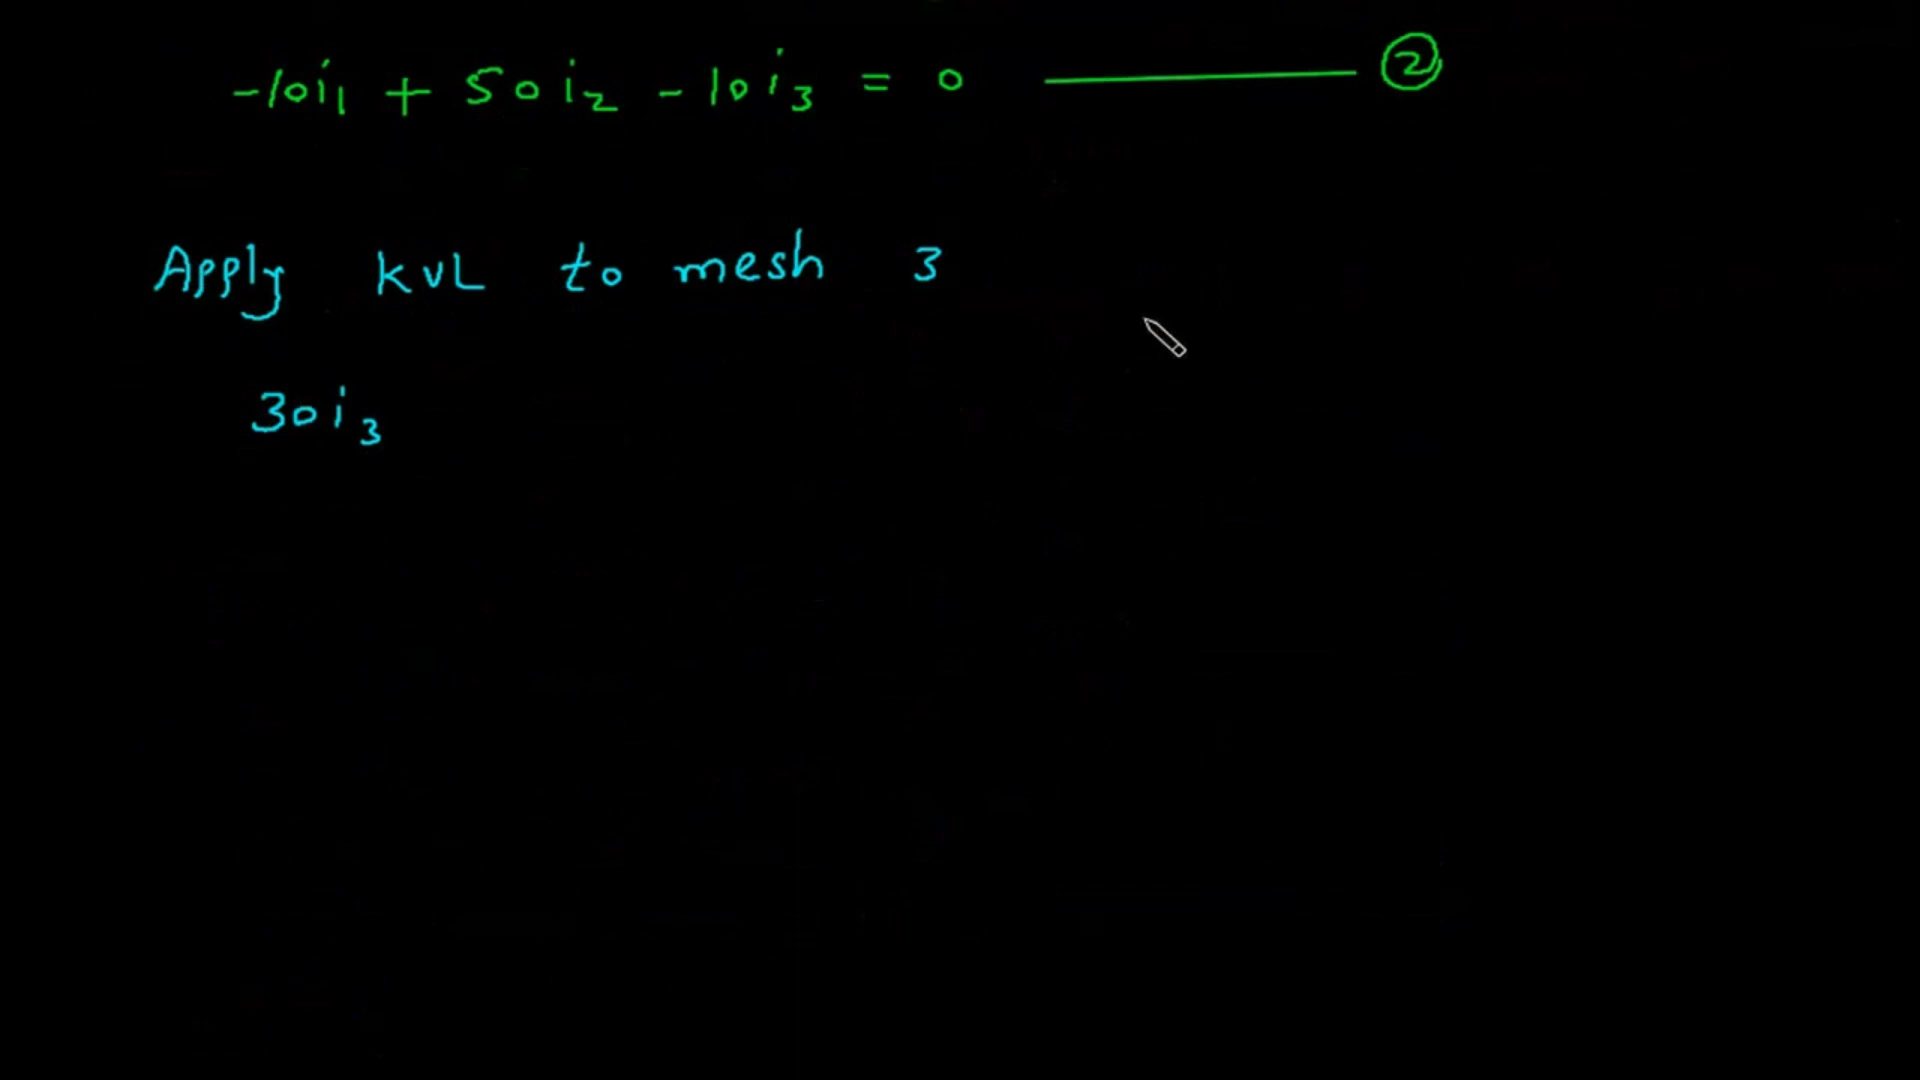 -10i₁ + 50i₂ - 10i₃ = 0 ——— ②
Apply KVL to mesh 3
30i₃